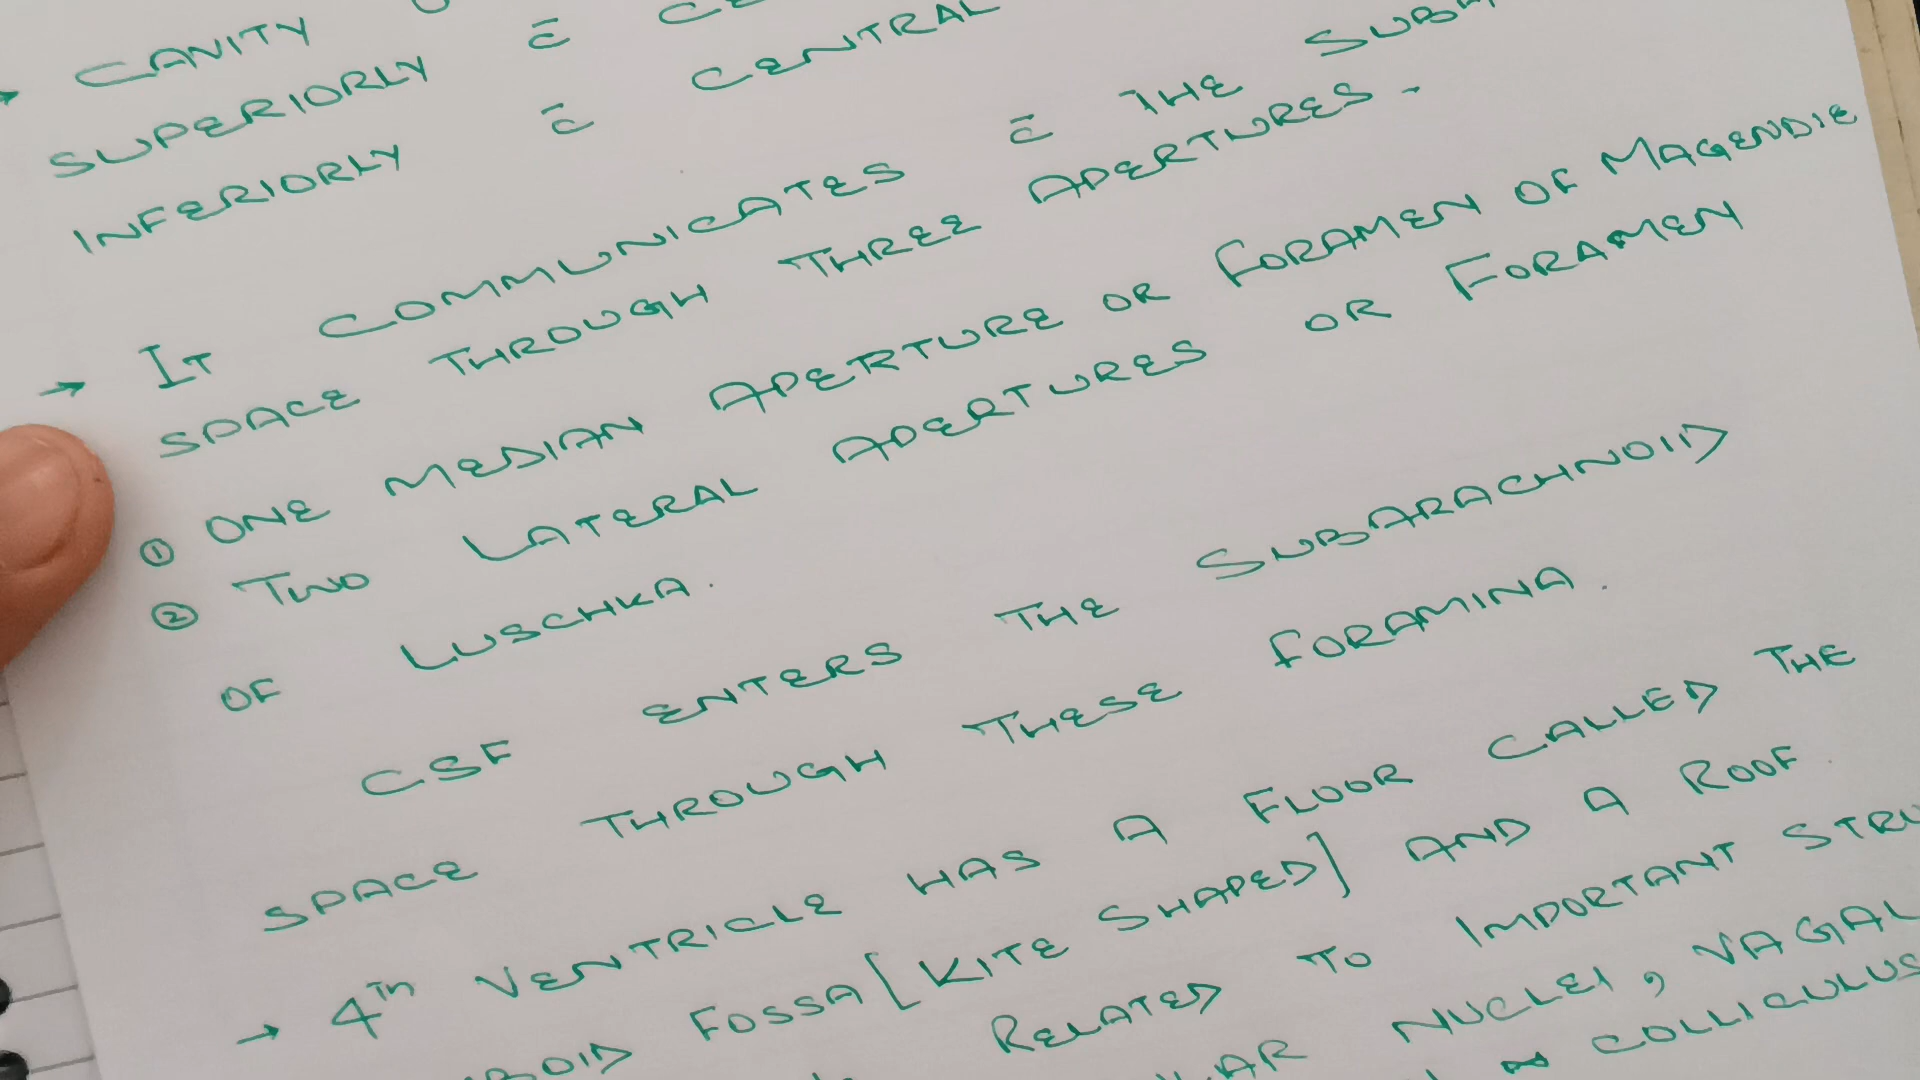 → CAVITY
SUPERIORLY c̄
INFERIORLY c̄ CENTRAL
→ IT COMMUNICATES c̄ THE
SPACE THROUGH THREE APERTURES.
① ONE MEDIAN APERTURE OR FORAMEN OF MAGENDIE
② TWO LATERAL APERTURES OR FORAMEN
OF LUSCHKA.
CSF ENTERS THE SUBARACHNOID
SPACE THROUGH THESE FORAMINA.
→ 4TH VENTRICLE HAS A FLOOR CALLED THE
FOSSA [KITE SHAPED] AND A ROOF
RELATED TO IMPORTANT
NUCLEI, VAGAL
COLLICULUS